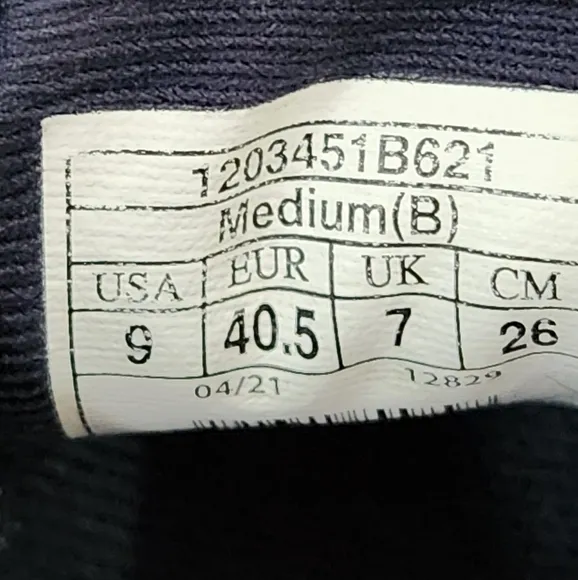 1203451B621
Medium(B)
USA EUR UK CM
9 40.5 7 26
04/21 12829